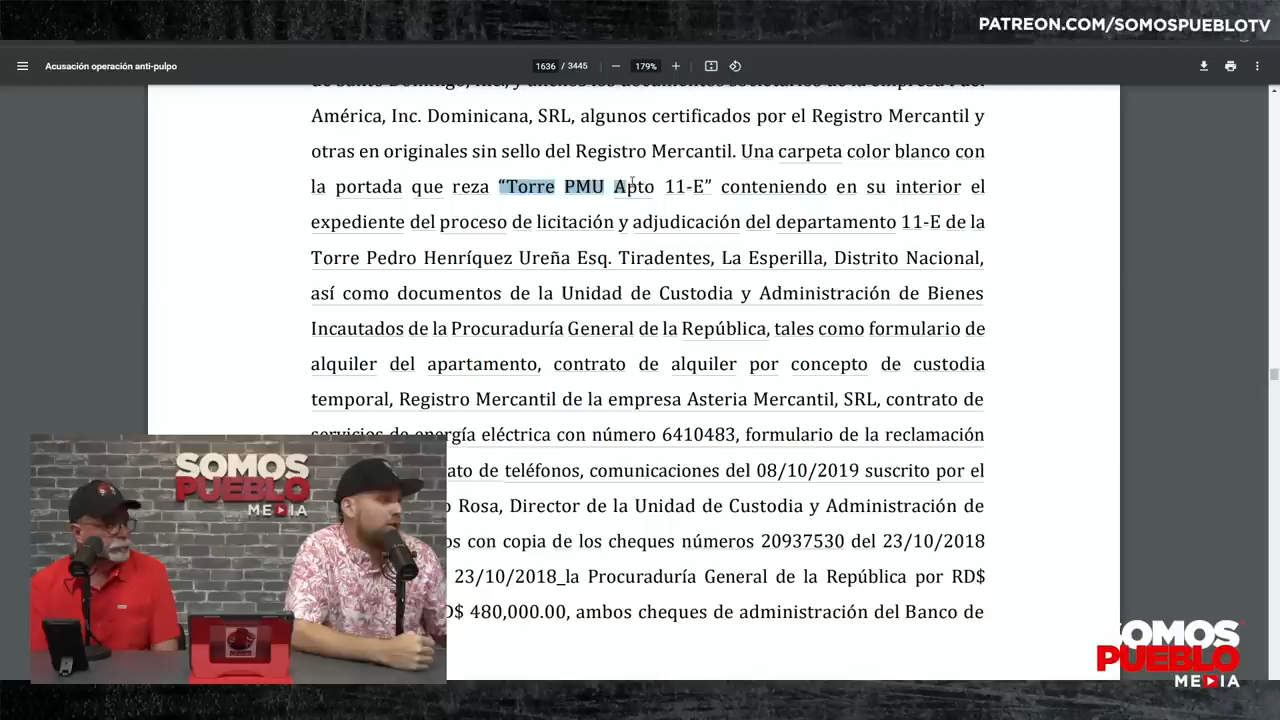 PATREON.COM/SOMOSPUEBLOTV
Acusación operación anti-pulpo
1636 / 3445
179%
América, Inc. Dominicana, SRL, algunos certificados por el Registro Mercantil y
otras en originales sin sello del Registro Mercantil. Una carpeta color blanco con
la portada que reza “Torre PMU Apto 11-E” conteniendo en su interior el
expediente del proceso de licitación y adjudicación del departamento 11-E de la
Torre Pedro Henríquez Ureña Esq. Tiradentes, La Esperilla, Distrito Nacional,
así como documentos de la Unidad de Custodia y Administración de Bienes
Incautados de la Procuraduría General de la República, tales como formulario de
alquiler del apartamento, contrato de alquiler por concepto de custodia
temporal, Registro Mercantil de la empresa Asteria Mercantil, SRL, contrato de
servicios de energía eléctrica con número 6410483, formulario de la reclamación
de teléfonos, comunicaciones del 08/10/2019 suscrito por el
Rosa, Director de la Unidad de Custodia y Administración de
con copia de los cheques números 20937530 del 23/10/2018
23/10/2018_la Procuraduría General de la República por RD$
480,000.00, ambos cheques de administración del Banco de
SOMOS
PUEBLO
MEDIA
SOMOS
PUEBLO
MEDIA